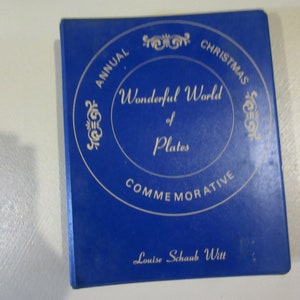 ANNUAL CHRISTMAS
Wonderful World
of
Plates
COMMEMORATIVE
Louise Schaub Witt